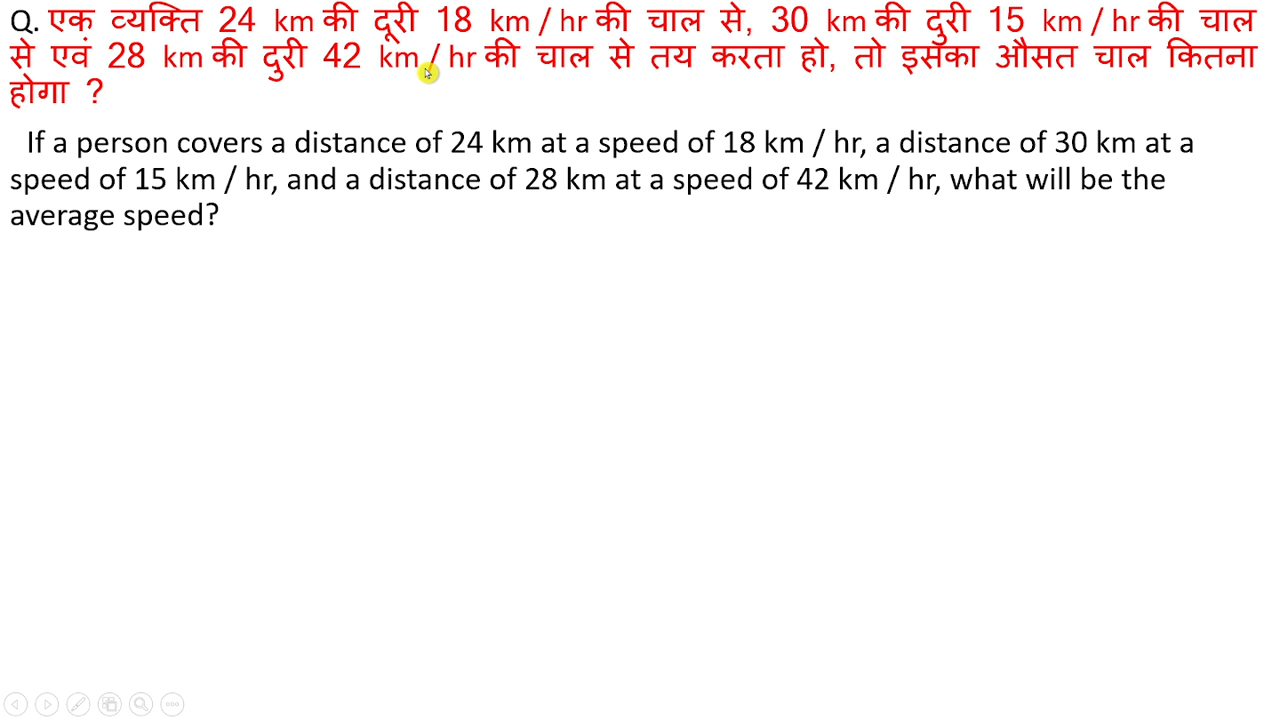 Q. एक व्यक्ति 24 km की दूरी 18 km / hr की चाल से, 30 km की दुरी 15 km / hr की चाल
से एवं 28 km की दुरी 42 km / hr की चाल से तय करता हो, तो इसका औसत चाल कितना
होगा ?
If a person covers a distance of 24 km at a speed of 18 km / hr, a distance of 30 km at a
speed of 15 km / hr, and a distance of 28 km at a speed of 42 km / hr, what will be the
average speed?